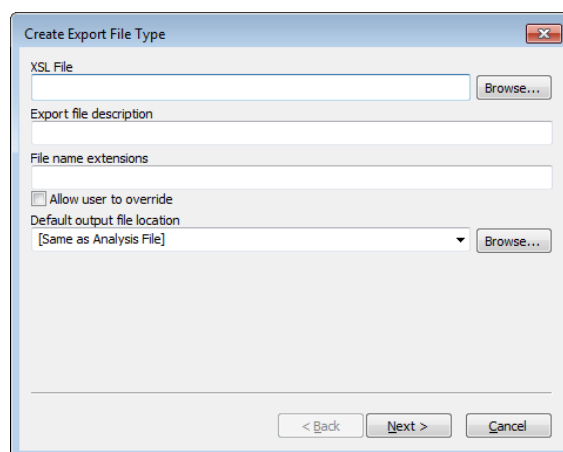 Create Export File Type
XSL File
Browse...
Export file description
File name extensions
Allow user to override
Default output file location
[Same as Analysis File]
Browse...
< Back
Next >
Cancel